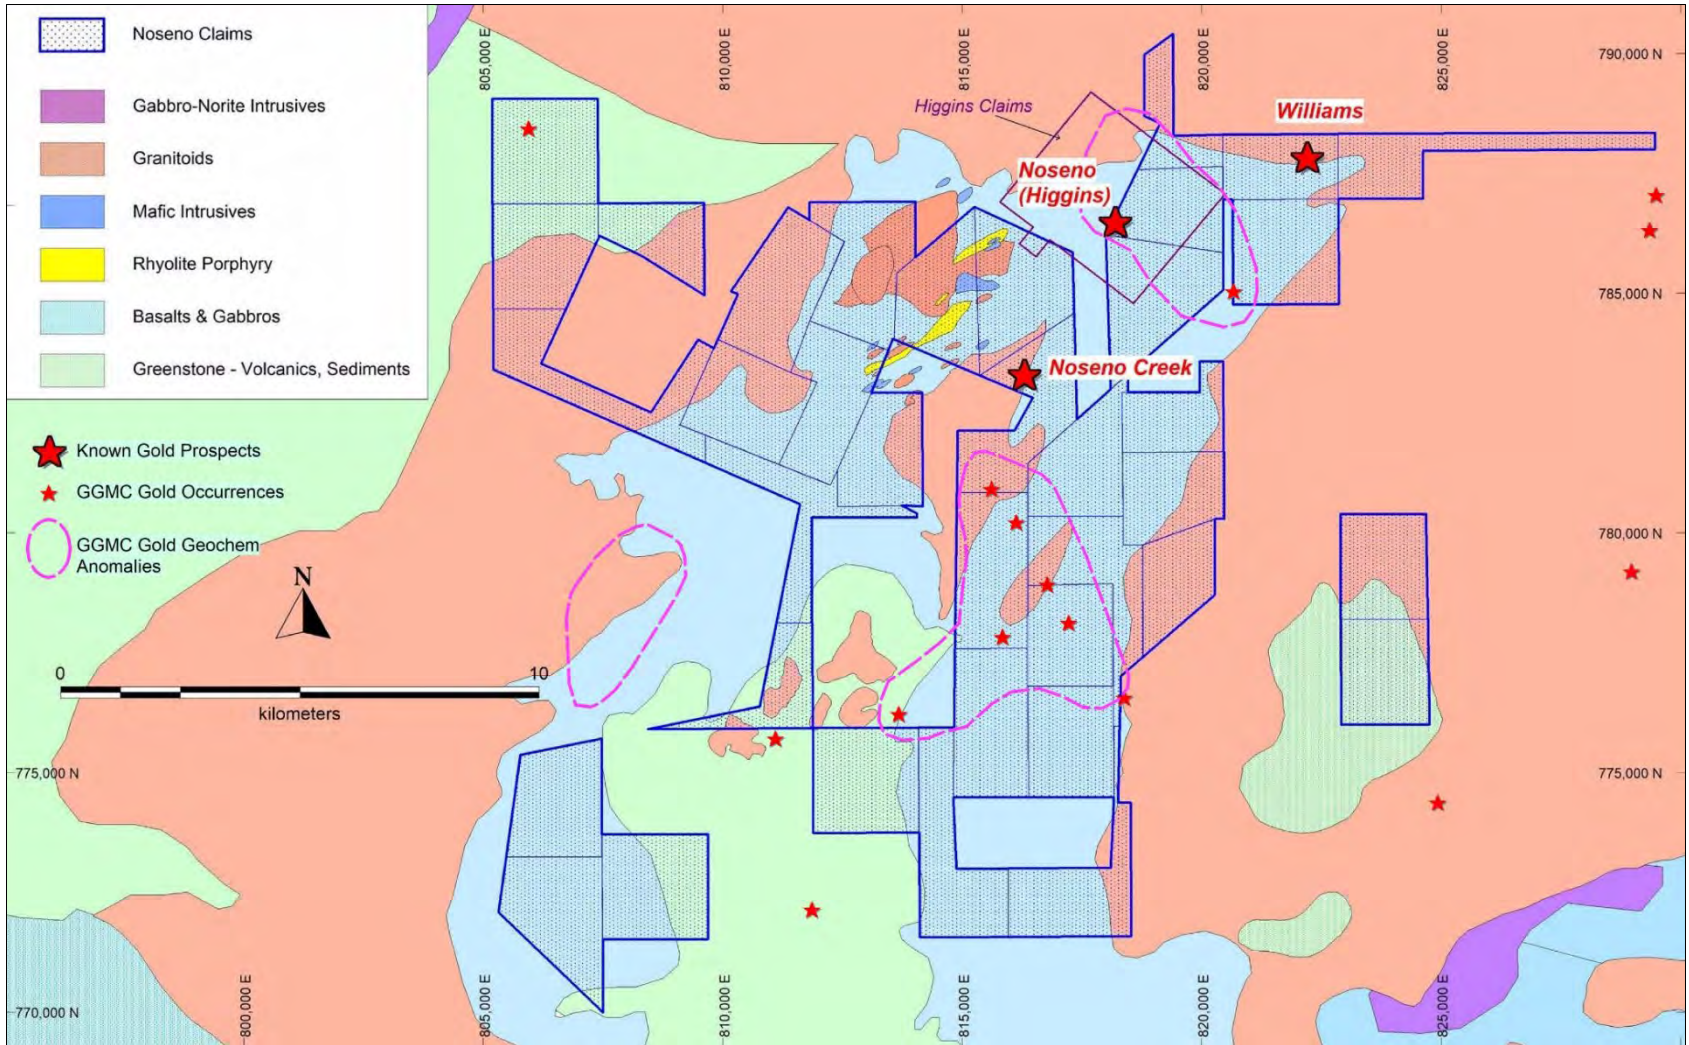 Noseno Claims
Gabbro-Norite Intrusives
Granitoids
Mafic Intrusives
Rhyolite Porphyry
Basalts & Gabbros
Greenstone - Volcanics, Sediments
Known Gold Prospects
GGMC Gold Occurrences
GGMC Gold Geochem
Anomalies
N
0 10
kilometers
805,000 E
810,000 E
815,000 E
820,000 E
825,000 E
790,000 N
Higgins Claims
Williams
Noseno
(Higgins)
785,000 N
Noseno Creek
780,000 N
775,000 N
775,000 N
770,000 N
800,000 E
805,000 E
810,000 E
815,000 E
820,000 E
825,000 E